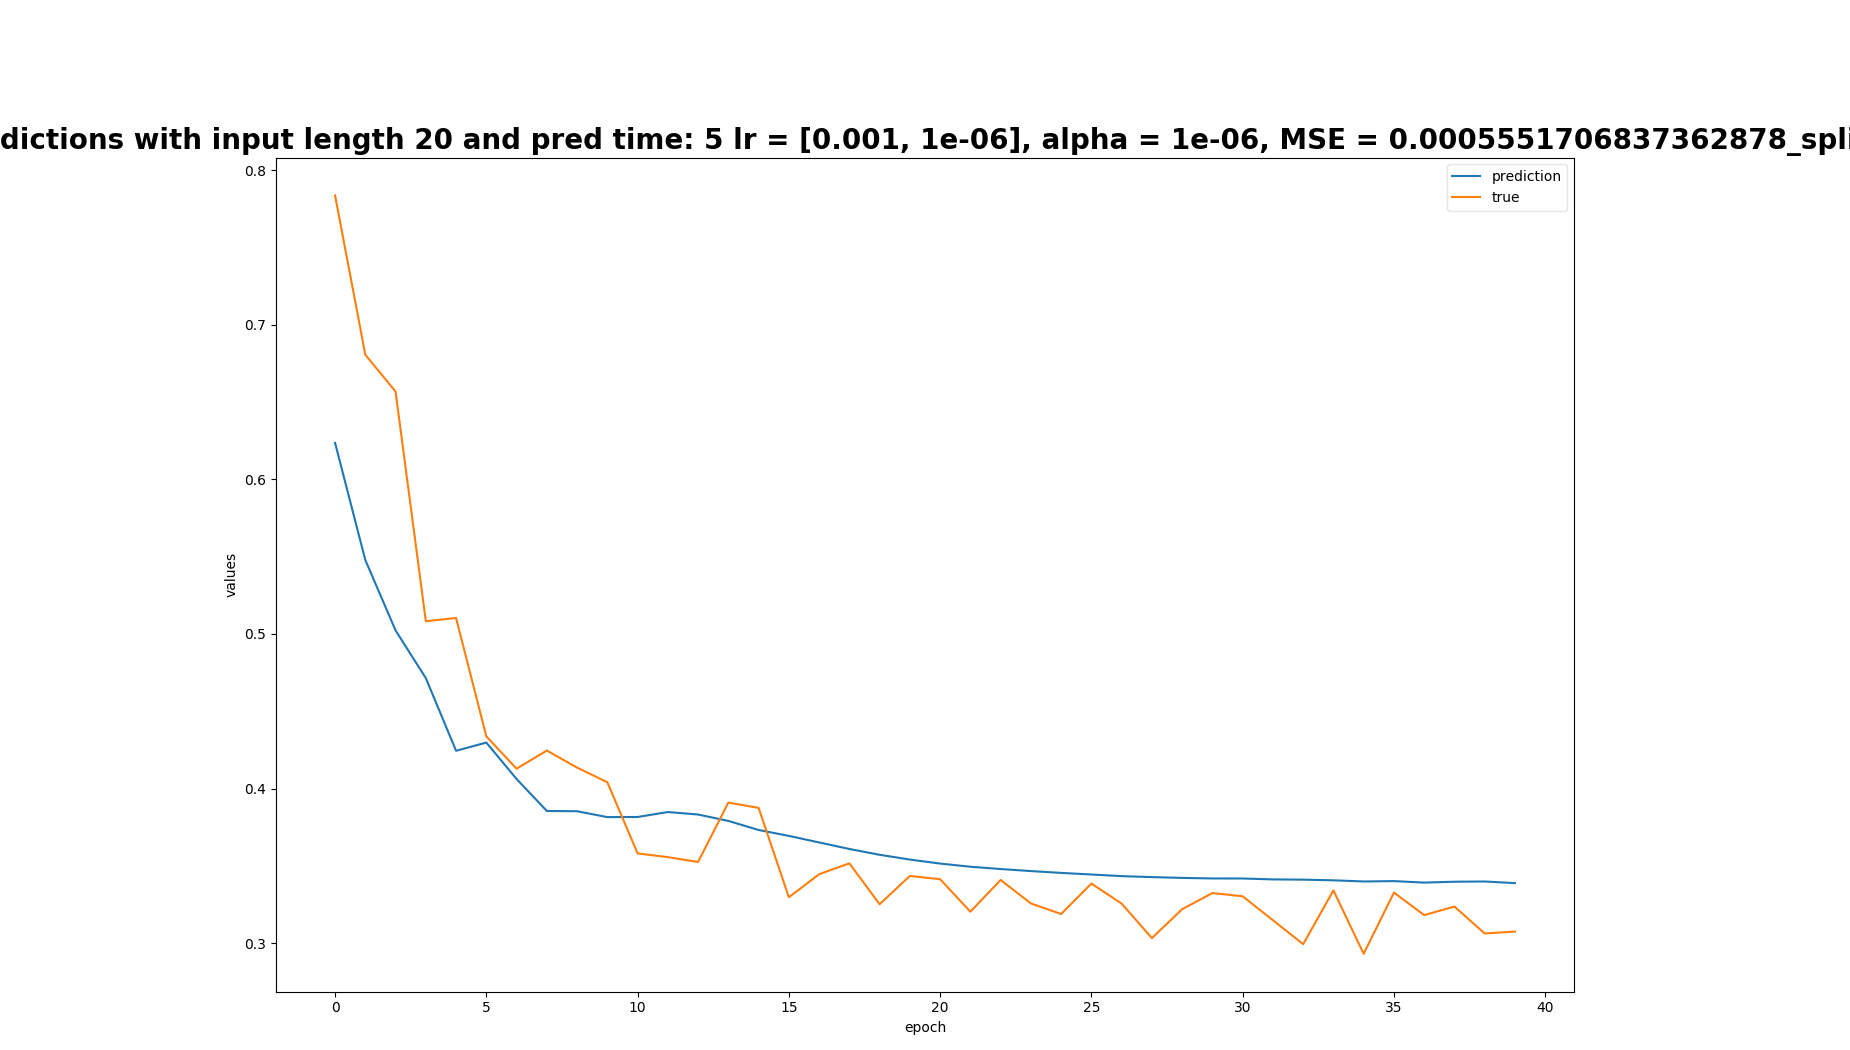 dictions with input length 20 and pred time: 5 lr = [0.001, 1e-06], alpha = 1e-06, MSE = 0.0005551706837362878_spli
prediction
true
0.8
0.7
0.6
0.5
0.4
0.3
values
0 5 10 15 20 25 30 35 40
epoch